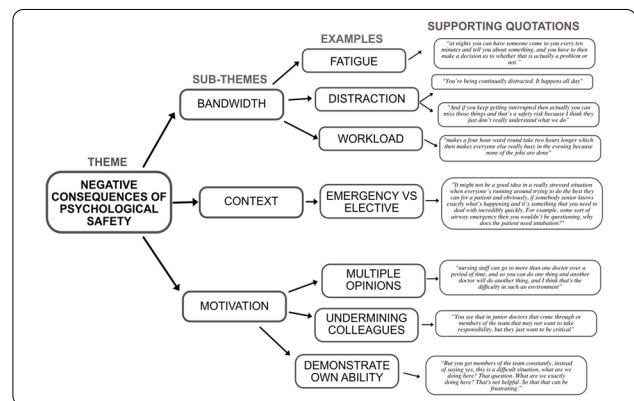 SUPPORTING QUOTATIONS
EXAMPLES
FATIGUE
"at nights you can have someone come to you every ten
minutes and tell you about something, and you have to then
make a decision as to whether that is actually a problem or
not."
SUB-THEMES
BANDWIDTH
DISTRACTION
"You're being continually distracted. It happens all day"
"And if you keep getting interrupted then actually you can
miss those things and that's a safety risk because I think they
just don't really understand what we do"
WORKLOAD
"makes a four hour ward round take two hours longer which
then makes everyone else really busy in the evening because
none of the jobs are done"
THEME
NEGATIVE
CONSEQUENCES OF
PSYCHOLOGICAL
SAFETY
CONTEXT
EMERGENCY VS
ELECTIVE
"It might not be a good idea in a really stressed situation
when everyone's running around trying to do the best they
can for a patient and obviously, if somebody senior knows
exactly what's happening and it's something that you need to
deal with incredibly quickly. For example, some sort of
airway emergency then you wouldn't be questioning, why
does the patient need intubation?"
MOTIVATION
MULTIPLE
OPINIONS
"nursing staff can go to more than one doctor over a
period of time, and so you can do one thing and another
doctor will do another thing, and I think that's the
difficulty in such an environment"
UNDERMINING
COLLEAGUES
"You see that in junior doctors that come through or
members of the team that may not want to take
responsibility, but they just want to be critical"
DEMONSTRATE
OWN ABILITY
"But you get members of the team constantly, instead
of saying yes, this is a difficult situation, what are we
doing here? That question. What are we exactly
doing here? That's not helpful. So that that can be
frustrating."